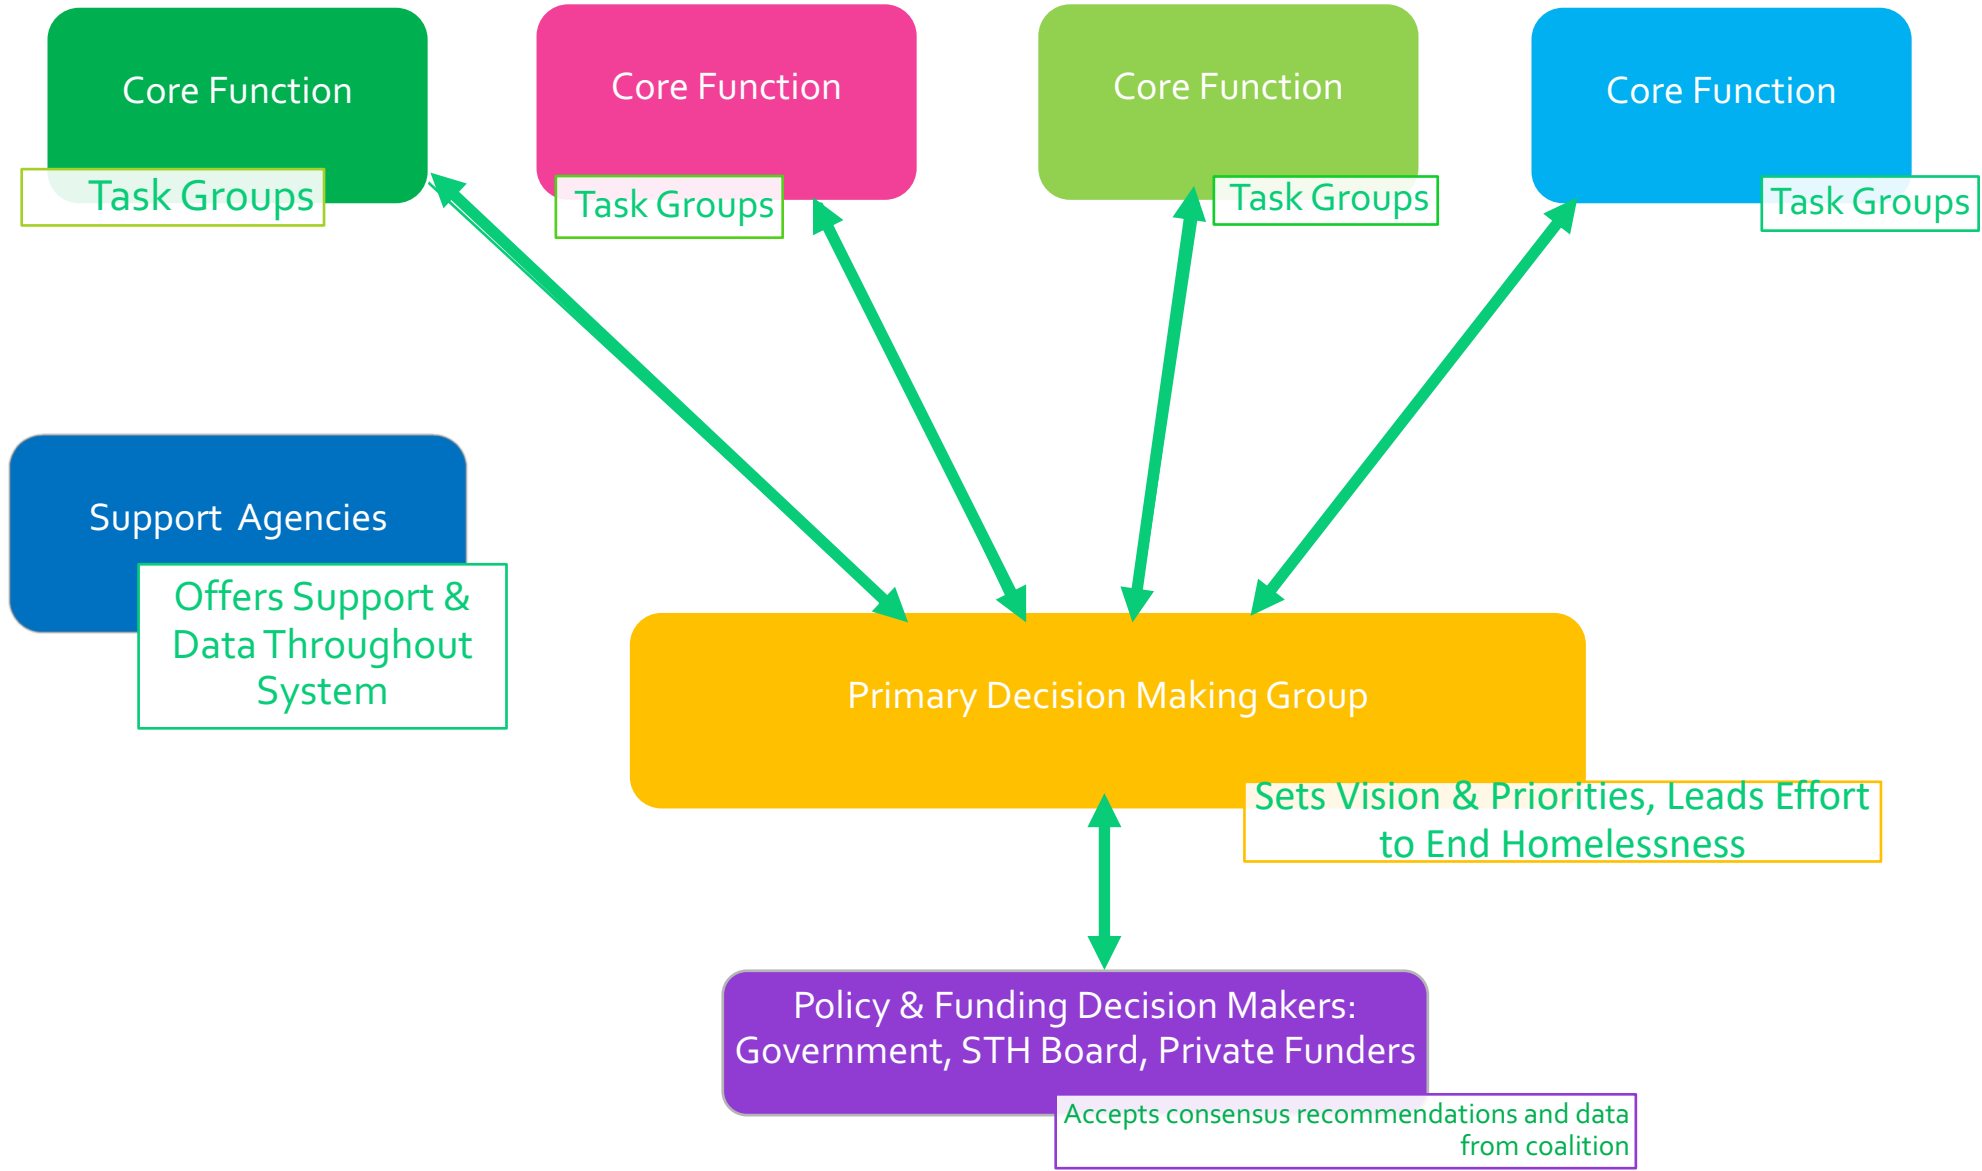 Core Function
Core Function
Core Function
Core Function
Task Groups
Task Groups
Task Groups
Task Groups
Support Agencies
Offers Support &
Data Throughout
System
Primary Decision Making Group
Sets Vision & Priorities, Leads Effort
to End Homelessness
Policy & Funding Decision Makers:
Government, STH Board, Private Funders
Accepts consensus recommendations and data
from coalition